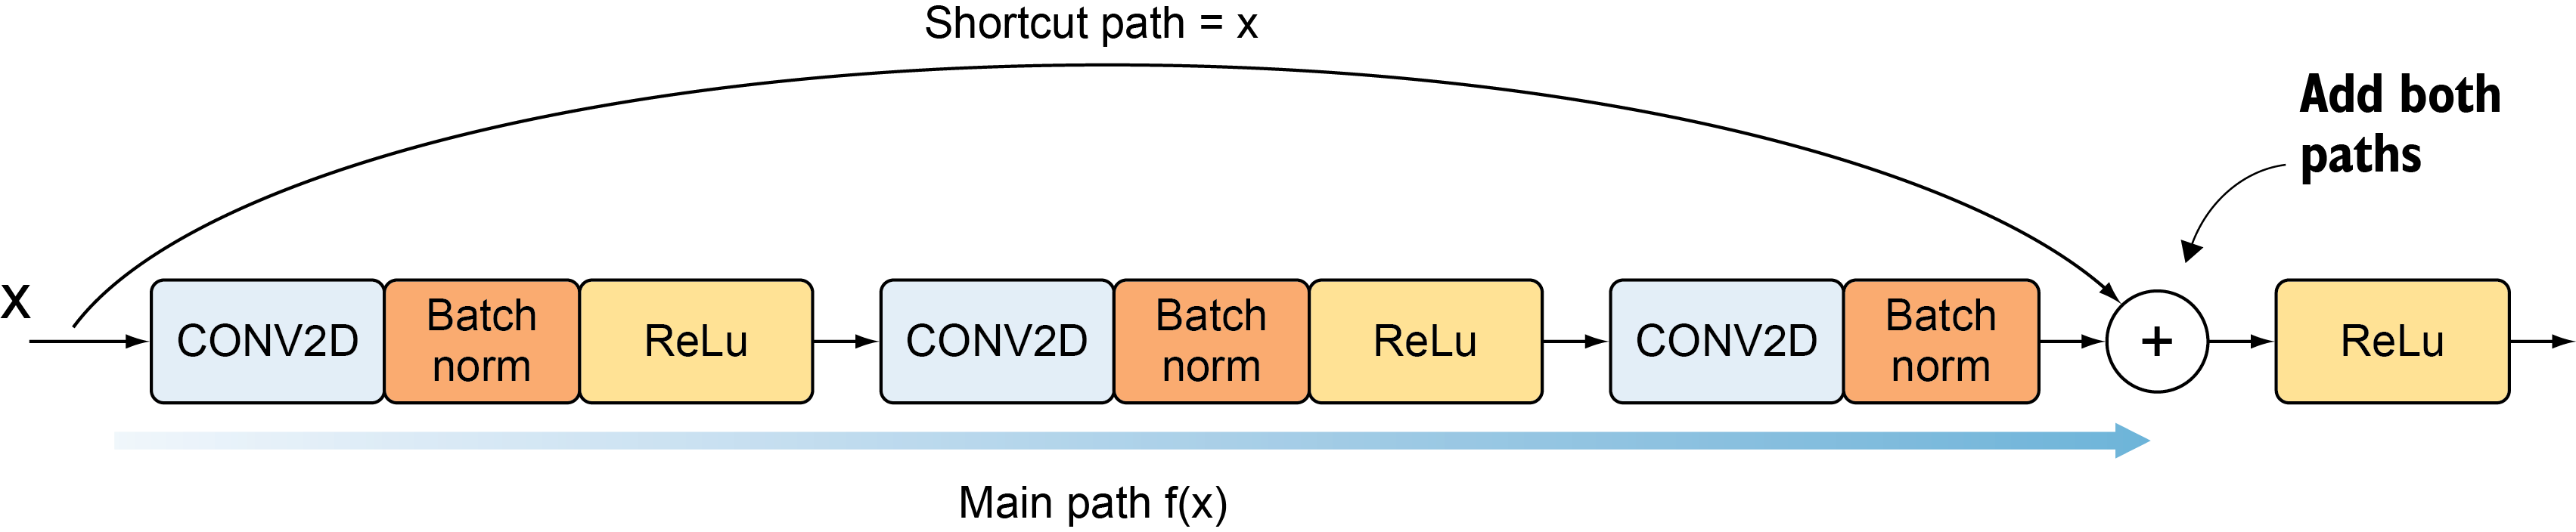 Shortcut path = x
Add both
paths
x
CONV2D
Batch
norm
ReLu
CONV2D
Batch
norm
ReLu
CONV2D
Batch
norm
+
ReLu
Main path f(x)